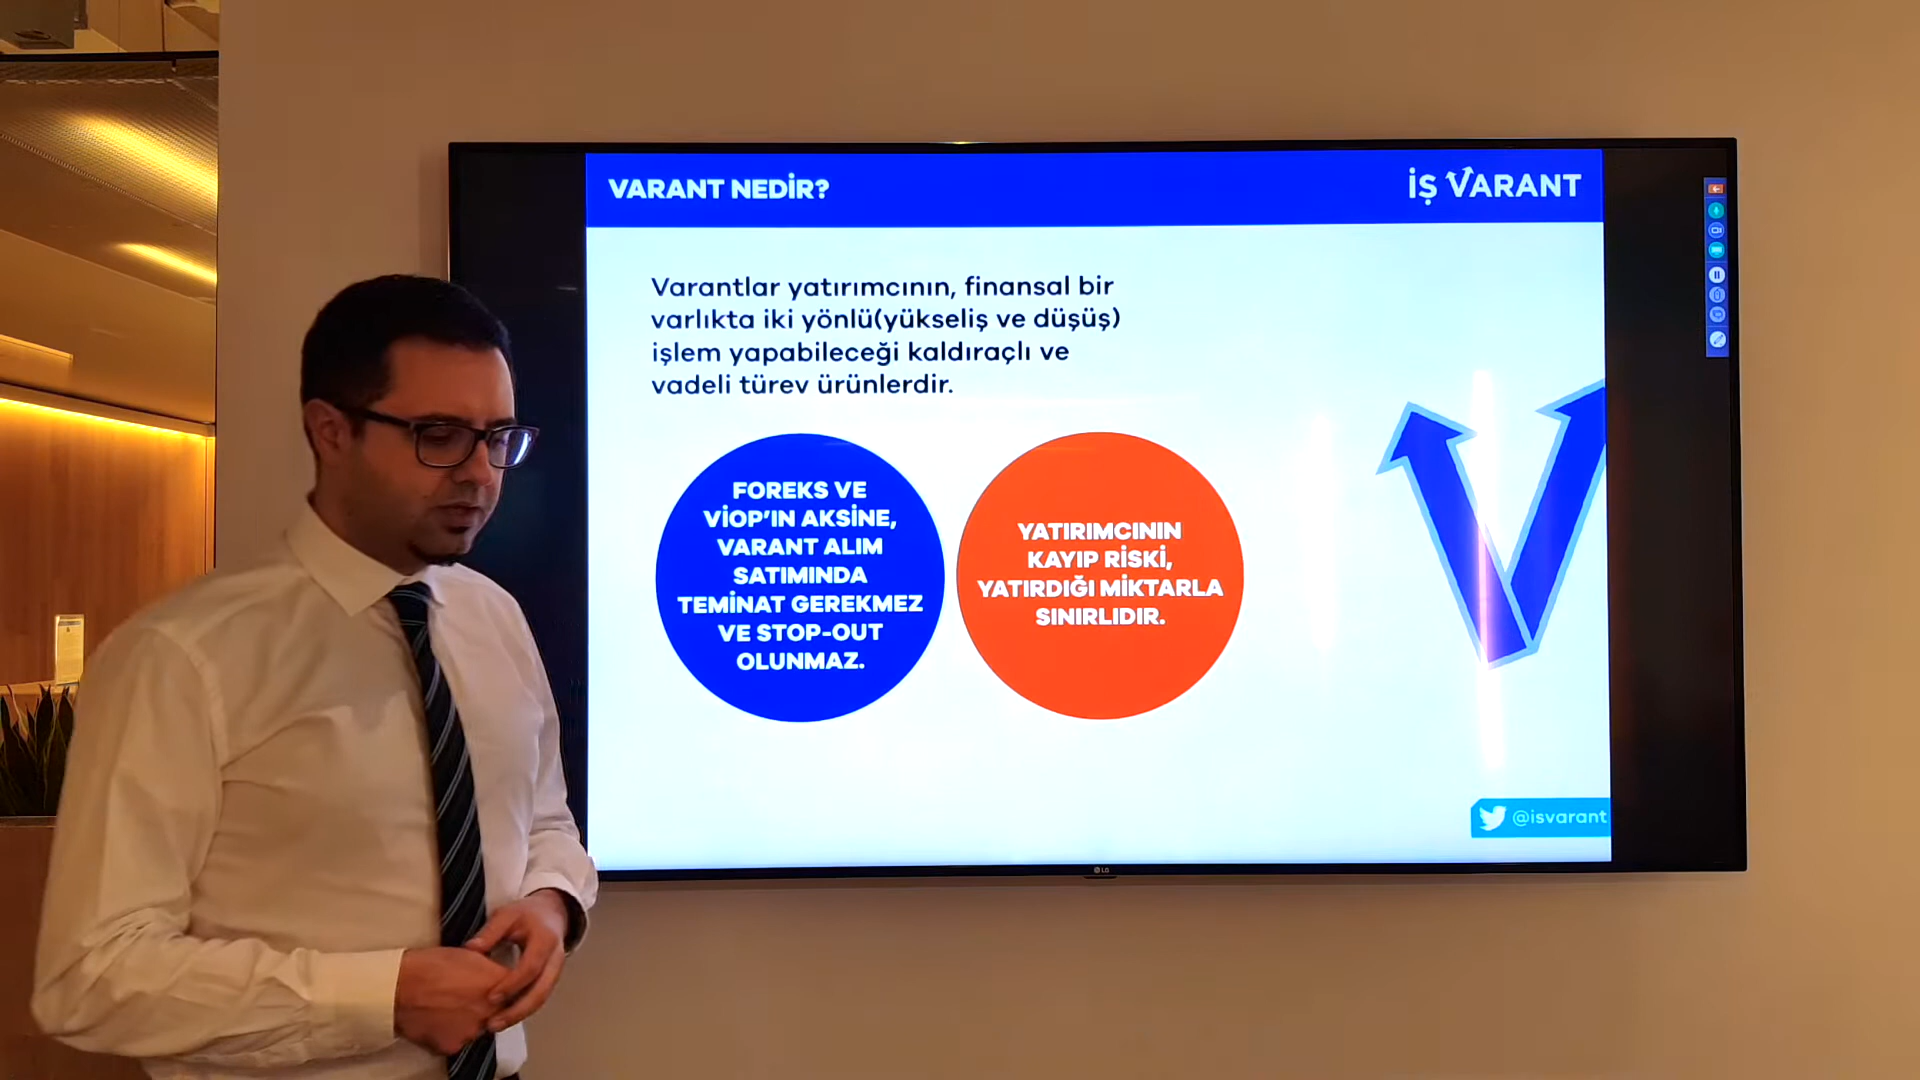 VARANT NEDİR?
İŞ VARANT
Varantlar yatırımcının, finansal bir
varlıkta iki yönlü(yükseliş ve düşüş)
işlem yapabileceği kaldıraçlı ve
vadeli türev ürünlerdir.
FOREKS VE
VİOP'IN AKSİNE,
VARANT ALIM
SATIMINDA
TEMİNAT GEREKMEZ
VE STOP-OUT
OLUNMAZ.
YATIRIMCININ
KAYIP RİSKİ,
YATIRDIĞI MİKTARLA
SINIRLIDIR.
@isvarant
LG